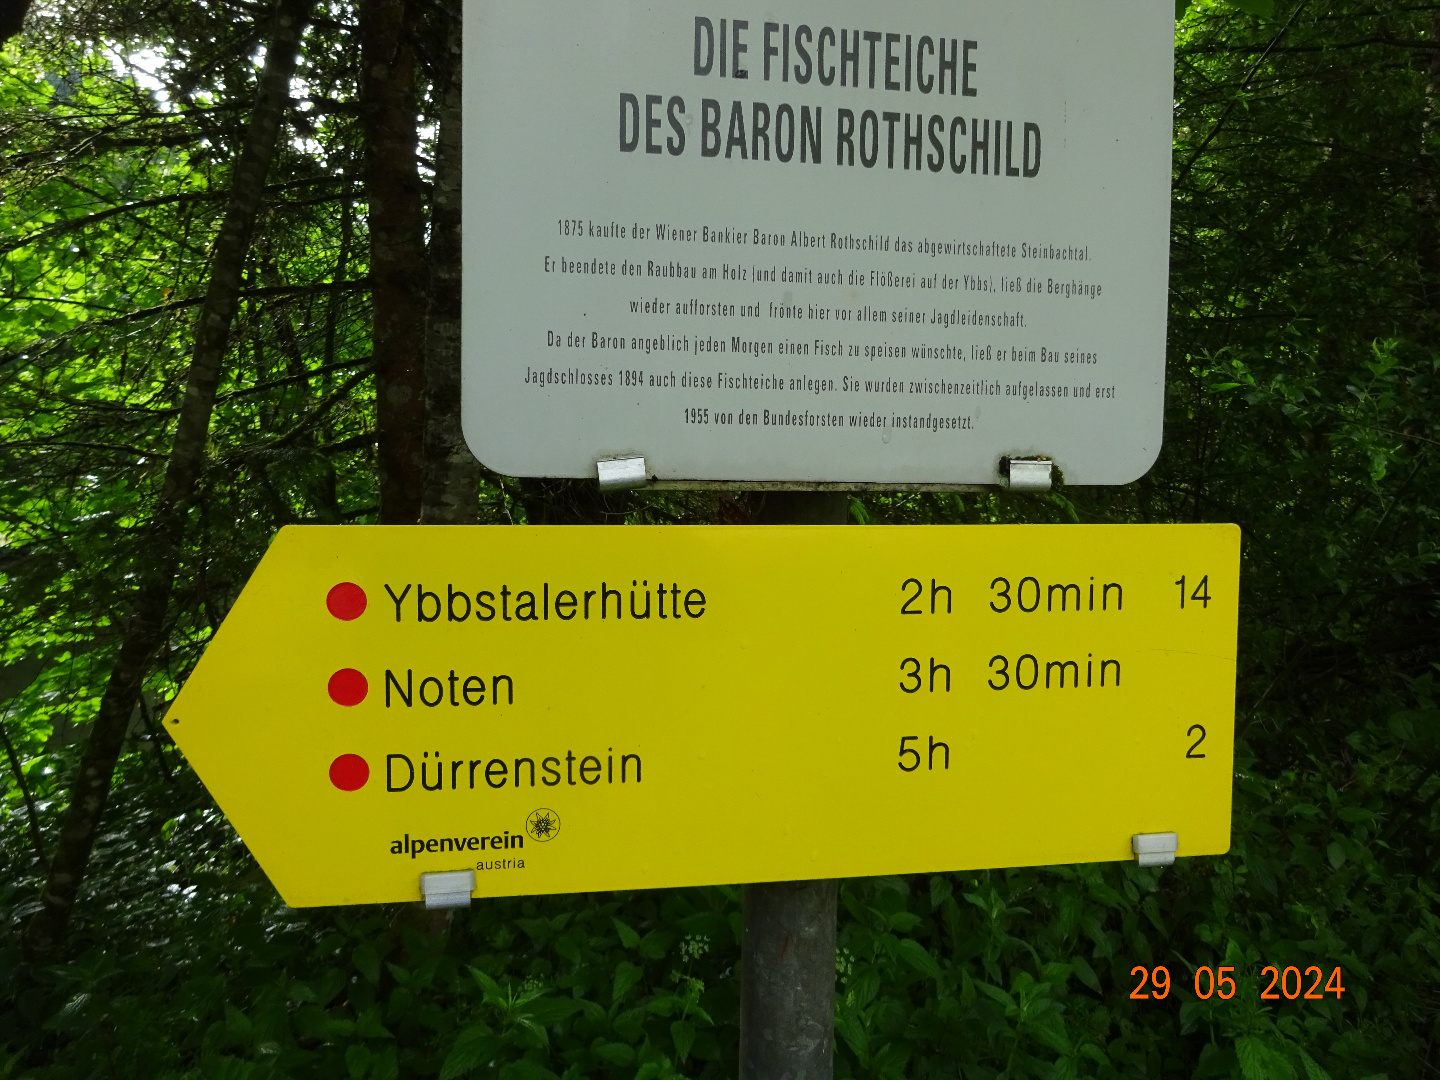 DIE FISCHTEICHE
DES BARON ROTHSCHILD
1875 kaufte der Wiener Bankier Baron Albert Rothschild das abgewirtschaftete Steinbachtal.
Er beendete den Raubbau am Holz (und damit auch die Flößerei auf der Ybbs), ließ die Berghänge
wieder aufforsten und frönte hier vor allem seiner Jagdleidenschaft.
Da der Baron angeblich jeden Morgen einen Fisch zu speisen wünschte, ließ er beim Bau seines
Jagdschlosses 1894 auch diese Fischteiche anlegen. Sie wurden zwischenzeitlich aufgelassen und erst
1955 von den Bundesforsten wieder instandgesetzt.
Ybbstalerhütte 2h 30min 14
Noten 3h 30min
Dürrenstein 5h 2
alpenverein
austria
29 05 2024